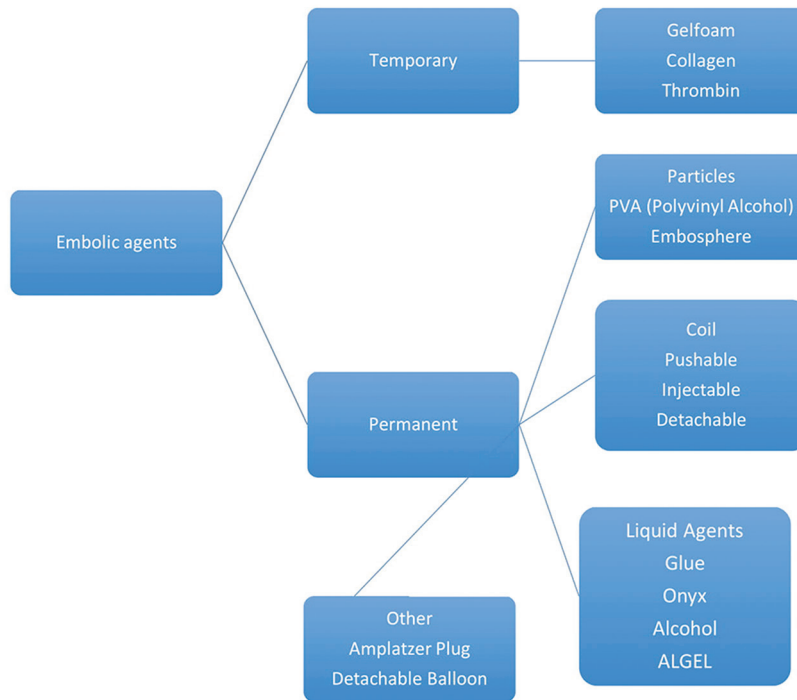 Embolic agents
Temporary
Gelfoam
Collagen
Thrombin
Permanent
Particles
PVA (Polyvinyl Alcohol)
Embosphere
Coil
Pushable
Injectable
Detachable
Liquid Agents
Glue
Onyx
Alcohol
ALGEL
Other
Amplatzer Plug
Detachable Balloon